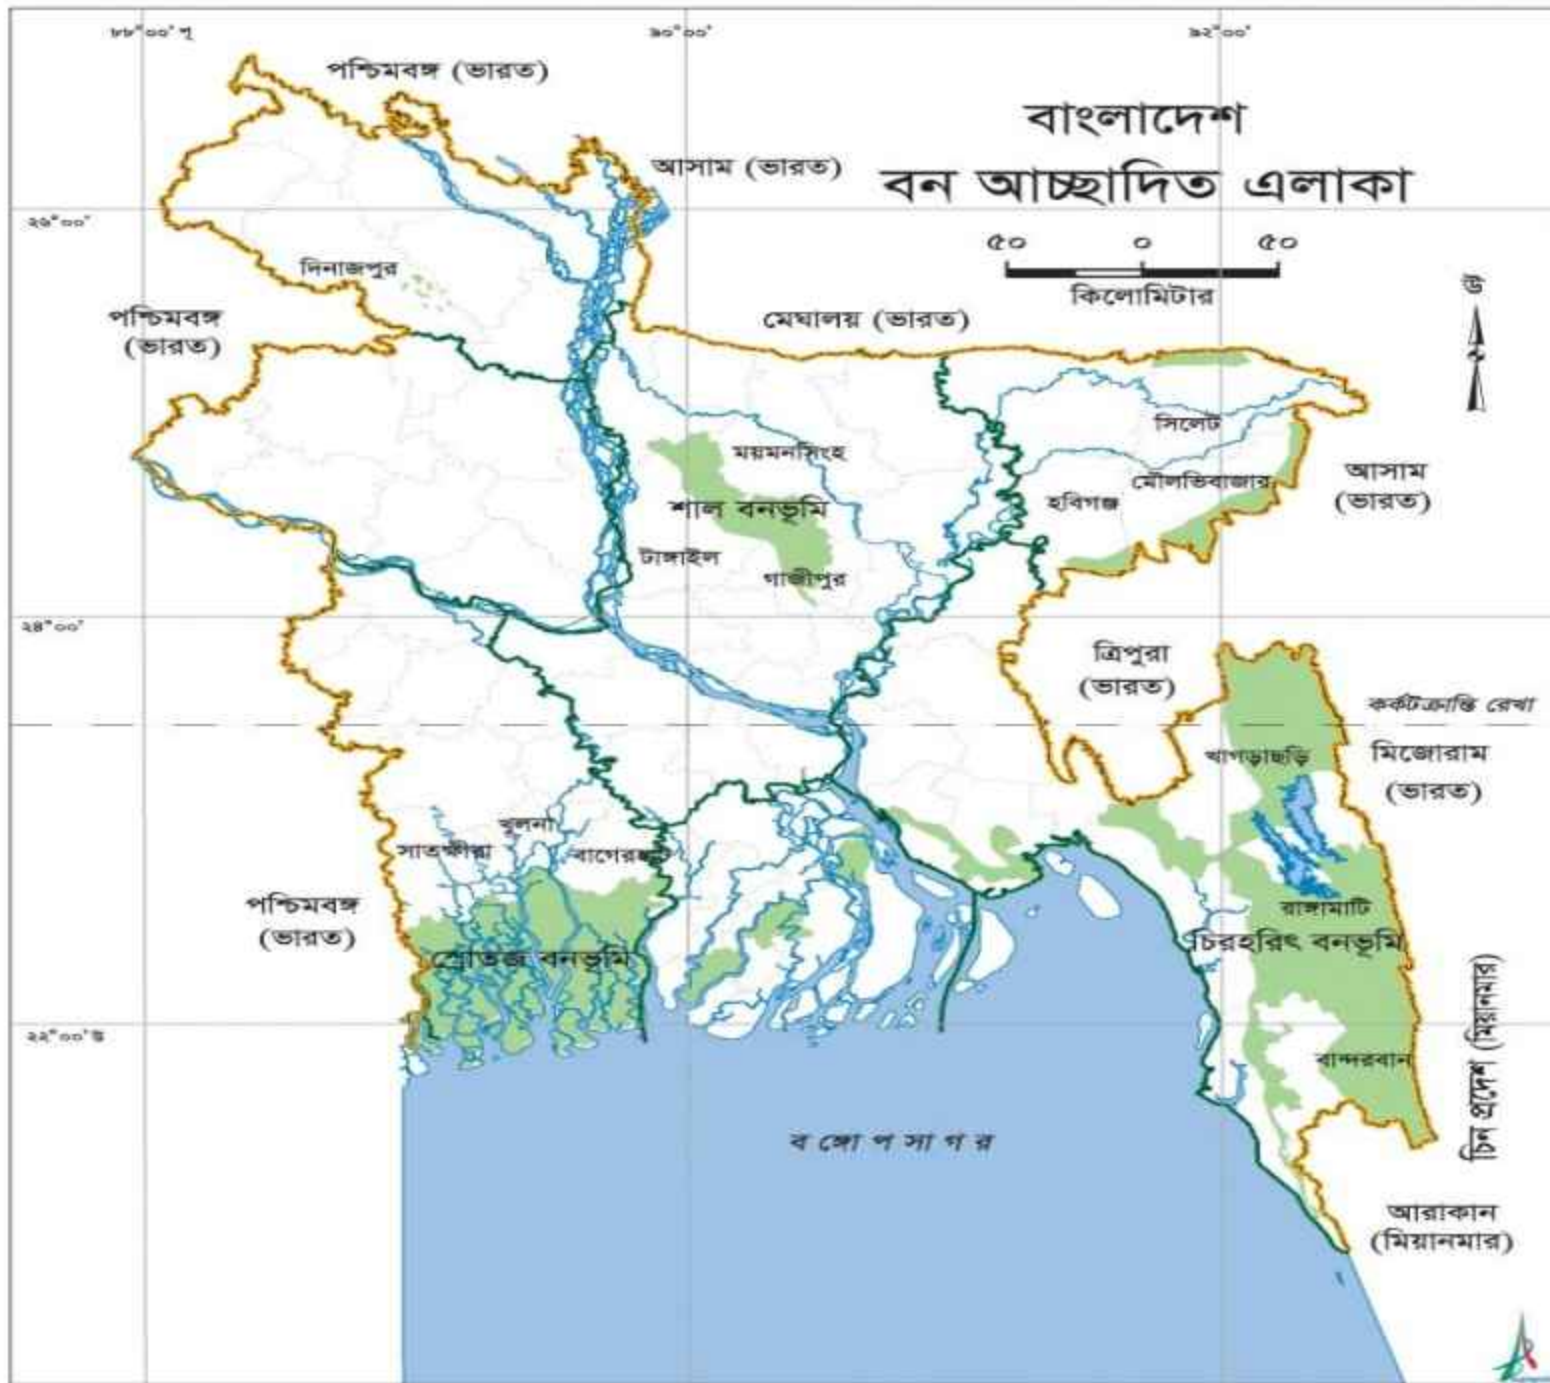 ৮৮°০০' পূ
৯০°০০'
৯২°০০'
পশ্চিমবঙ্গ (ভারত)
বাংলাদেশ
আসাম (ভারত)
বন আচ্ছাদিত এলাকা
২৬°০০'
৫০ ০ ৫০
কিলোমিটার
দিনাজপুর
উ
পশ্চিমবঙ্গ
(ভারত)
মেঘালয় (ভারত)
সিলেট
ময়মনসিংহ
মৌলভিবাজার
হবিগঞ্জ
আসাম
(ভারত)
শাল বনভূমি
টাঙ্গাইল
গাজীপুর
২৪°০০'
ত্রিপুরা
(ভারত)
কর্কটক্রান্তি রেখা
খাগড়াছড়ি
মিজোরাম
(ভারত)
খুলনা
সাতক্ষীরা
বাগেরহাট
পশ্চিমবঙ্গ
(ভারত)
রাঙ্গামাটি
স্রোতজ বনভূমি
চিরহরিৎ বনভূমি
২২°০০' উ
বান্দরবান
চিন প্রদেশ (মিয়ানমার)
বঙ্গোপসাগর
আরাকান
(মিয়ানমার)